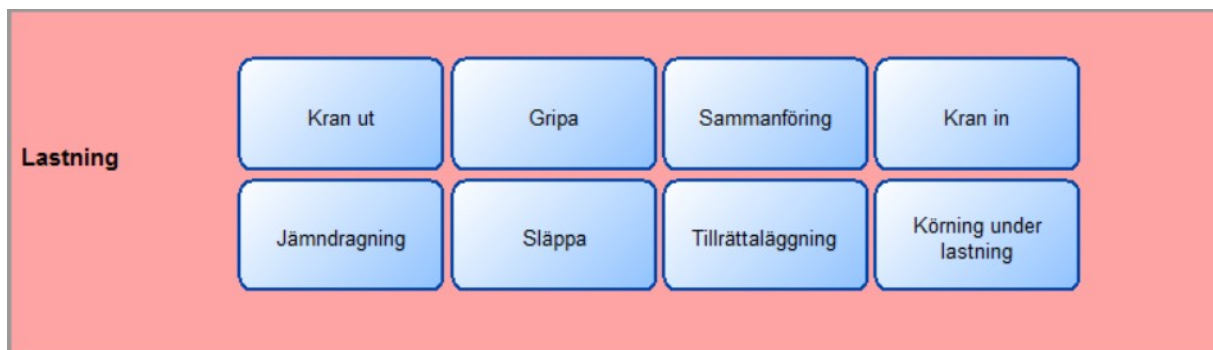 Lastning
Kran ut
Gripa
Sammanföring
Kran in
Jämndragning
Släppa
Tillrättaläggning
Körning under
lastning